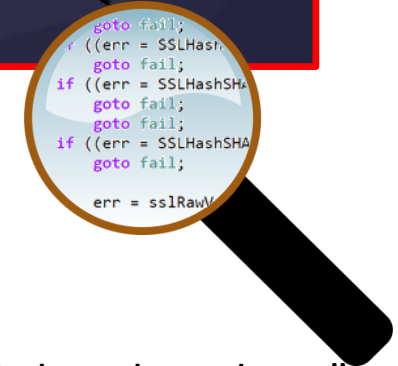 goto fail;
((err = SSLHash
goto fail;
if ((err = SSLHashSHA
goto fail;
goto fail;
if ((err = SSLHashSHA
goto fail;
err = sslRawV